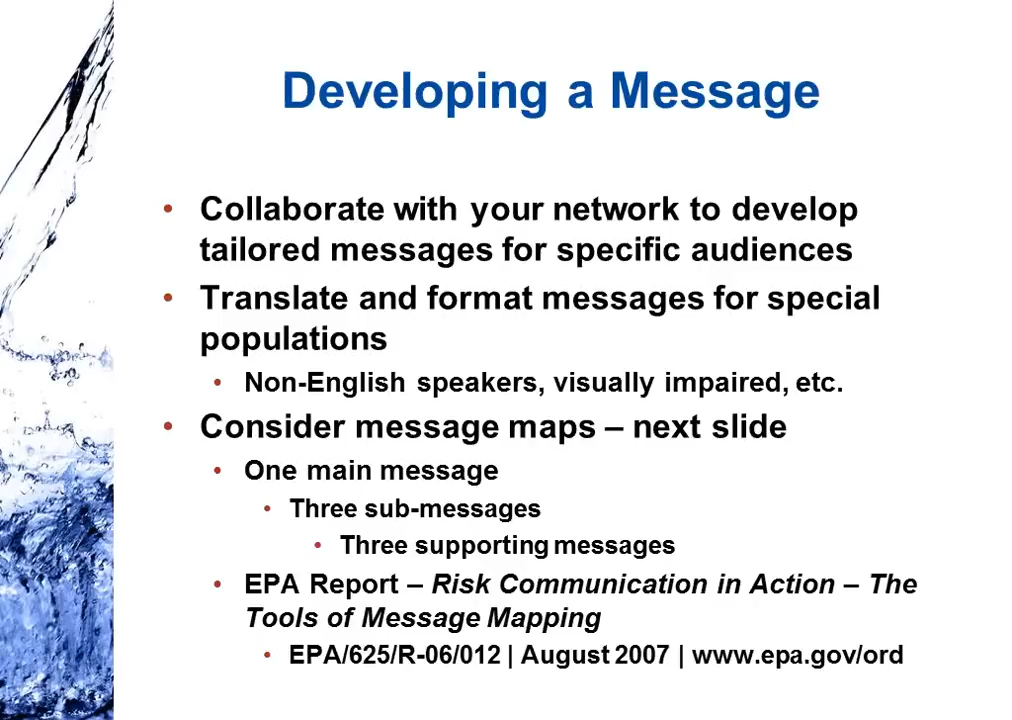 Developing a Message
• Collaborate with your network to develop
tailored messages for specific audiences
• Translate and format messages for special
populations
• Non-English speakers, visually impaired, etc.
• Consider message maps – next slide
• One main message
• Three sub-messages
• Three supporting messages
• EPA Report – Risk Communication in Action – The
Tools of Message Mapping
• EPA/625/R-06/012 | August 2007 | www.epa.gov/ord